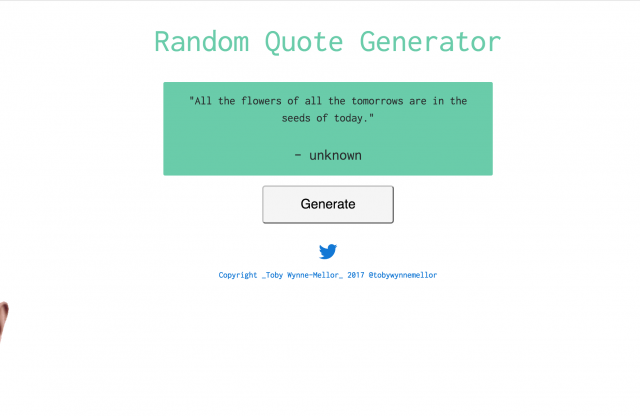 Random Quote Generator
"All the flowers of all the tomorrows are in the
seeds of today."
- unknown
Generate
Copyright _Toby Wynne-Mellor_ 2017 @tobywynnemellor